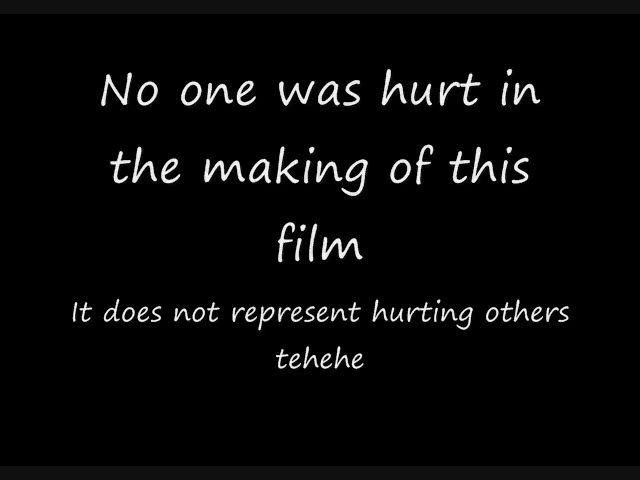 No one was hurt in
the making of this
film
It does not represent hurting others
tehehe